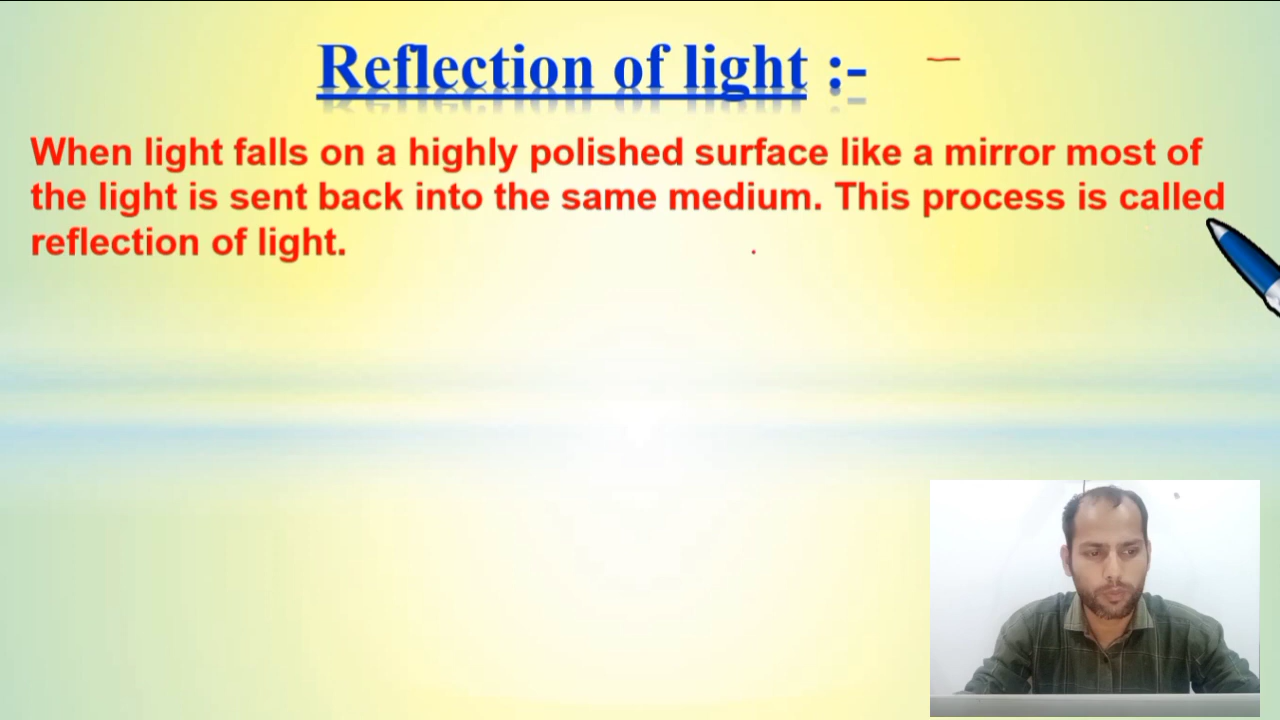 Reflection of light :-
When light falls on a highly polished surface like a mirror most of
the light is sent back into the same medium. This process is called
reflection of light.